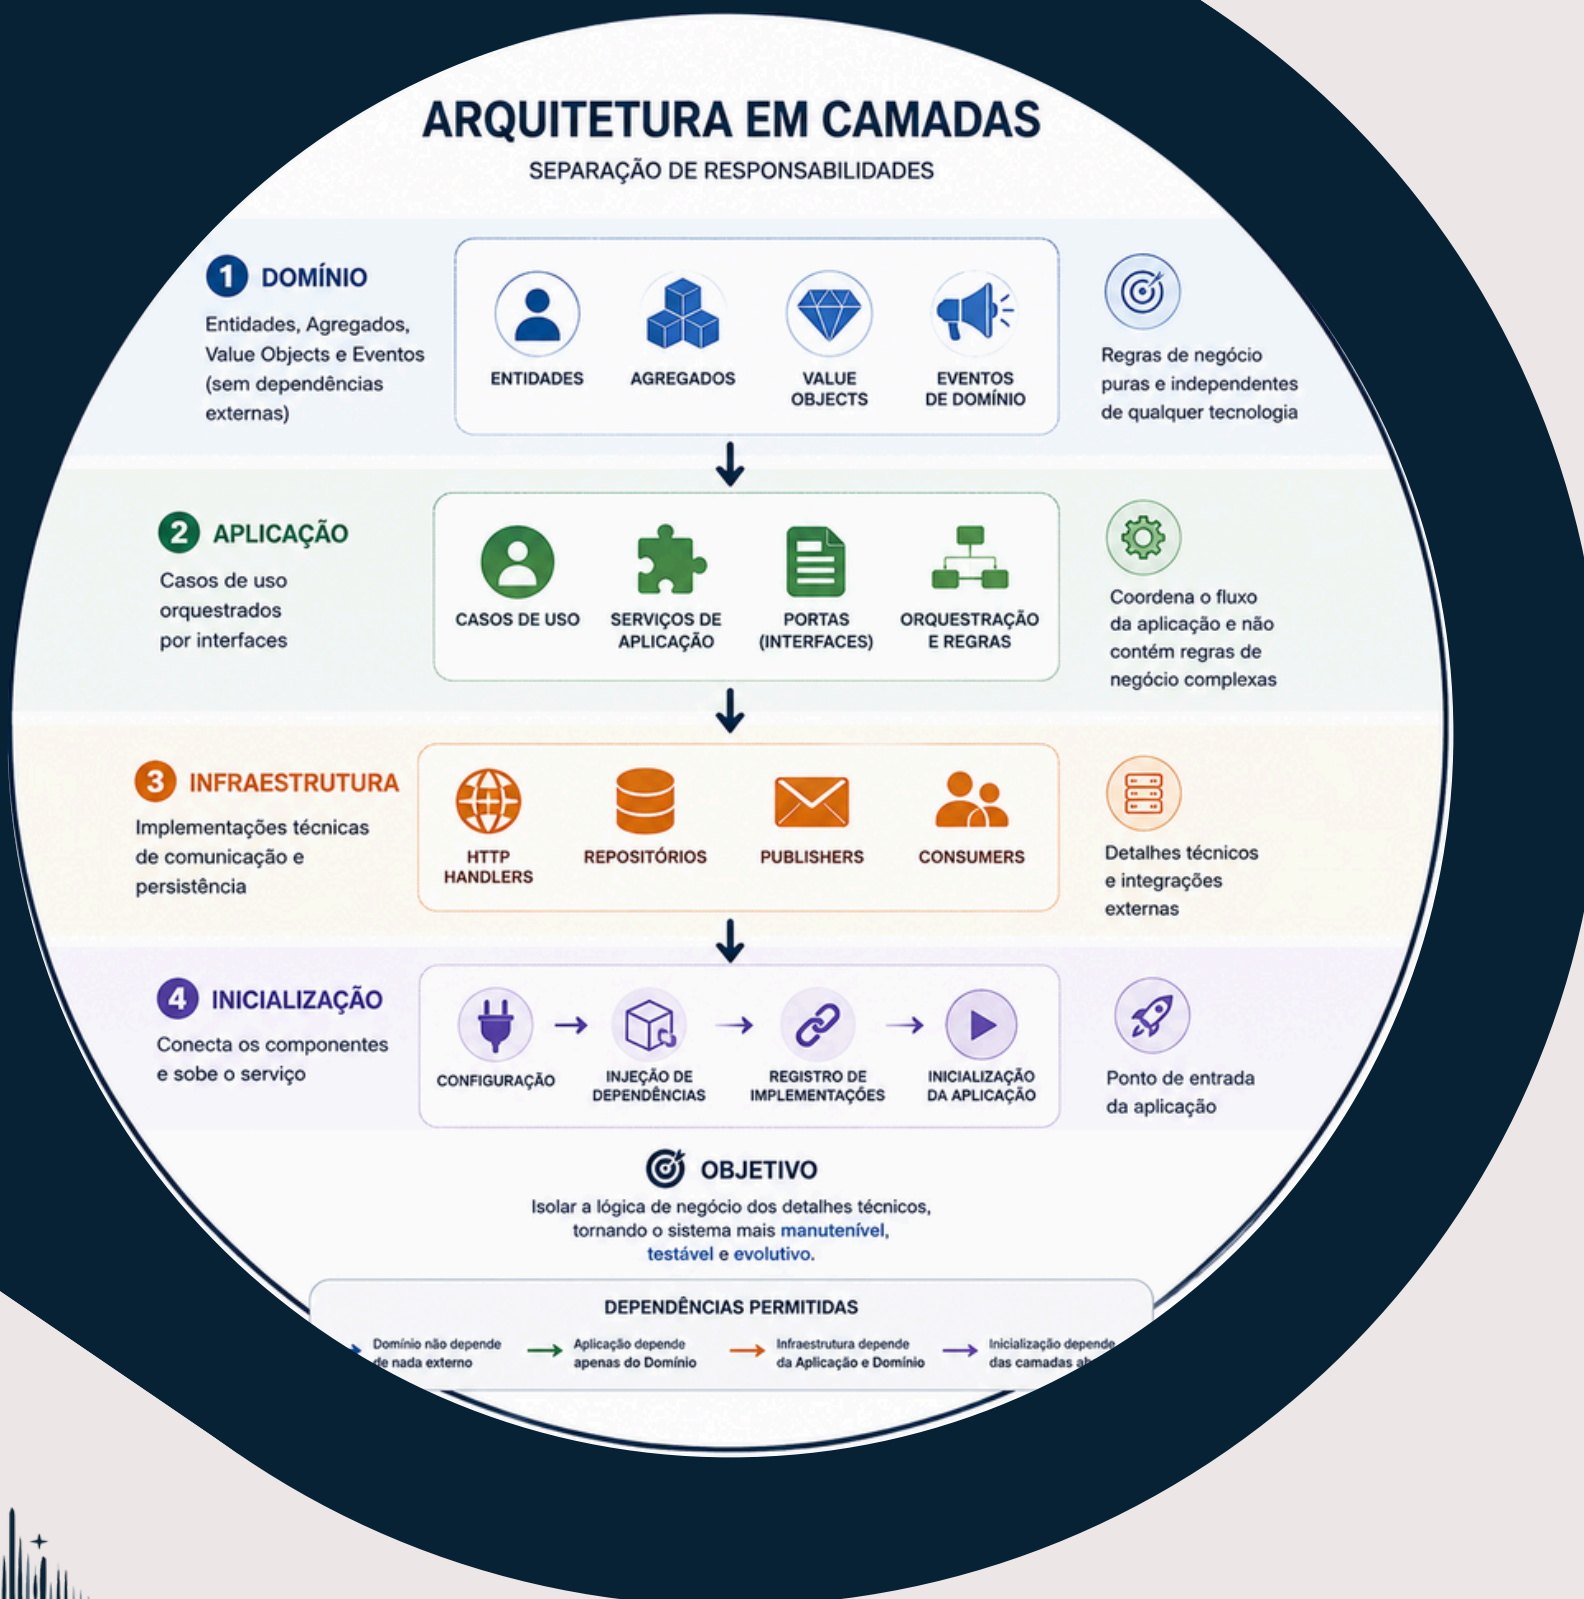 ARQUITETURA EM CAMADAS
SEPARAÇÃO DE RESPONSABILIDADES
1 DOMÍNIO
Entidades, Agregados,
Value Objects e Eventos
(sem dependências
externas)
ENTIDADES
AGREGADOS
VALUE
OBJECTS
EVENTOS
DE DOMÍNIO
Regras de negócio
puras e independentes
de qualquer tecnologia
2 APLICAÇÃO
Casos de uso
orquestrados
por interfaces
CASOS DE USO
SERVIÇOS DE
APLICAÇÃO
PORTAS
(INTERFACES)
ORQUESTRAÇÃO
E REGRAS
Coordena o fluxo
da aplicação e não
contém regras de
negócio complexas
3 INFRAESTRUTURA
Implementações técnicas
de comunicação e
persistência
HTTP
HANDLERS
REPOSITÓRIOS
PUBLISHERS
CONSUMERS
Detalhes técnicos
e integrações
externas
4 INICIALIZAÇÃO
Conecta os componentes
e sobe o serviço
CONFIGURAÇÃO
INJEÇÃO DE
DEPENDÊNCIAS
REGISTRO DE
IMPLEMENTAÇÕES
INICIALIZAÇÃO
DA APLICAÇÃO
Ponto de entrada
da aplicação
OBJETIVO
Isolar a lógica de negócio dos detalhes técnicos,
tornando o sistema mais manutenível,
testável e evolutivo.
DEPENDÊNCIAS PERMITIDAS
Domínio não depende
de nada externo
Aplicação depende
apenas do Domínio
Infraestrutura depende
da Aplicação e Domínio
Inicialização depende
das camadas